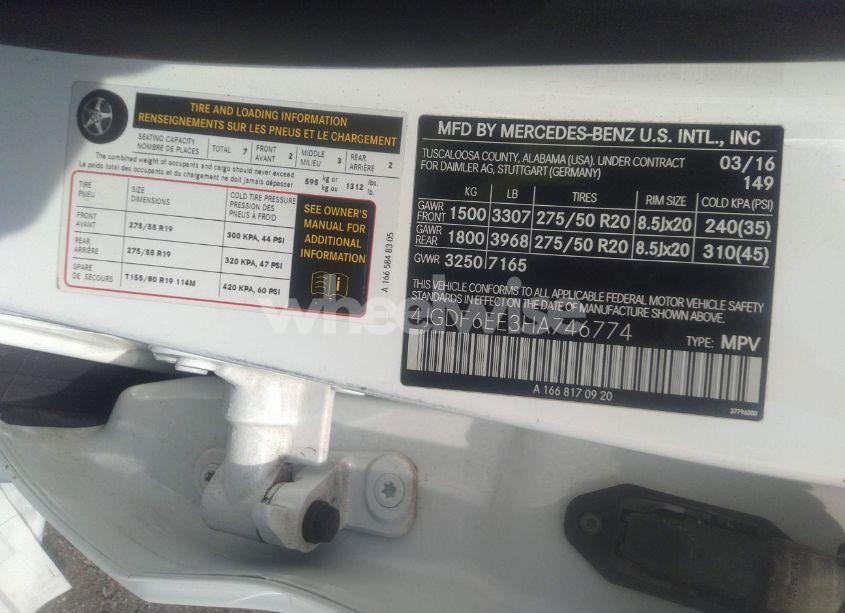 TIRE AND LOADING INFORMATION
RENSEIGNEMENTS SUR LES PNEUS ET LE CHARGEMENT
SEATING CAPACITY
NOMBRE DE PLACES
TOTAL 7
FRONT
AVANT 2
MIDDLE
MILIEU 3
REAR
ARRIÈRE 2
The combined weight of occupants and cargo should never exceed
Le poids total des occupants et du chargement ne doit jamais dépasser
595 kg or
kg ou
1312 lbs.
lb.
TIRE
PNEU
SIZE
DIMENSIONS
COLD TIRE PRESSURE
PRESSION DES
PNEUS À FROID
FRONT
AVANT
275/55 R19
300 KPA, 44 PSI
REAR
ARRIÈRE
275/55 R19
320 KPA, 47 PSI
SPARE
DE SECOURS
T155/80 R19 114M
420 KPA, 60 PSI
SEE OWNER'S
MANUAL FOR
ADDITIONAL
INFORMATION
A 166 584 83 05
MFD BY MERCEDES-BENZ U.S. INTL., INC
TUSCALOOSA COUNTY, ALABAMA (USA). UNDER CONTRACT
FOR DAIMLER AG, STUTTGART (GERMANY)
03/16
149
KG LB TIRES RIM SIZE COLD KPA (PSI)
GAWR
FRONT 1500 3307 275/50 R20 8.5Jx20 240(35)
GAWR
REAR 1800 3968 275/50 R20 8.5Jx20 310(45)
GVWR 3250 7165
THIS VEHICLE CONFORMS TO ALL APPLICABLE FEDERAL MOTOR VEHICLE SAFETY
STANDARDS IN EFFECT ON THE DATE OF MANUFACTURE SHOWN ABOVE.
4JGDF6EE3HA746774
TYPE: MPV
A 166 817 09 20
37796000
wheelwise